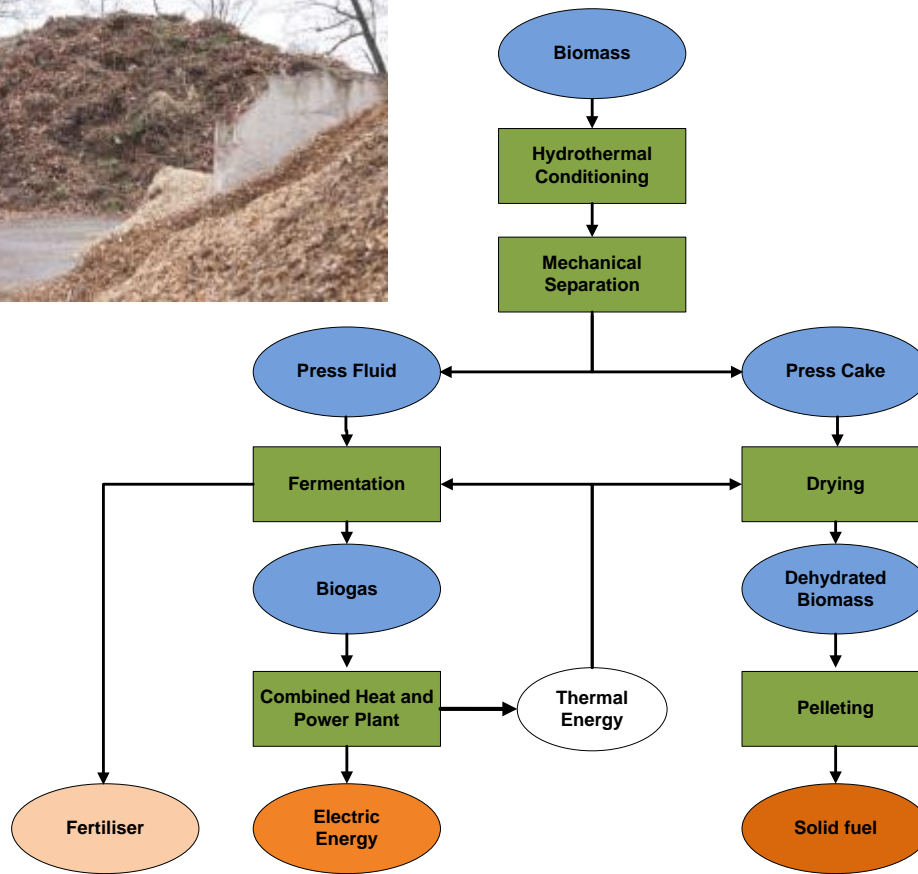 Biomass
Hydrothermal
Conditioning
Mechanical
Separation
Press Fluid
Press Cake
Fermentation
Drying
Biogas
Dehydrated
Biomass
Combined Heat and
Power Plant
Thermal
Energy
Pelleting
Fertiliser
Electric
Energy
Solid fuel